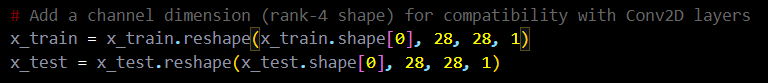 # Add a channel dimension (rank-4 shape) for compatibility with Conv2D layers
x_train = x_train.reshape(x_train.shape[0], 28, 28, 1)
x_test = x_test.reshape(x_test.shape[0], 28, 28, 1)